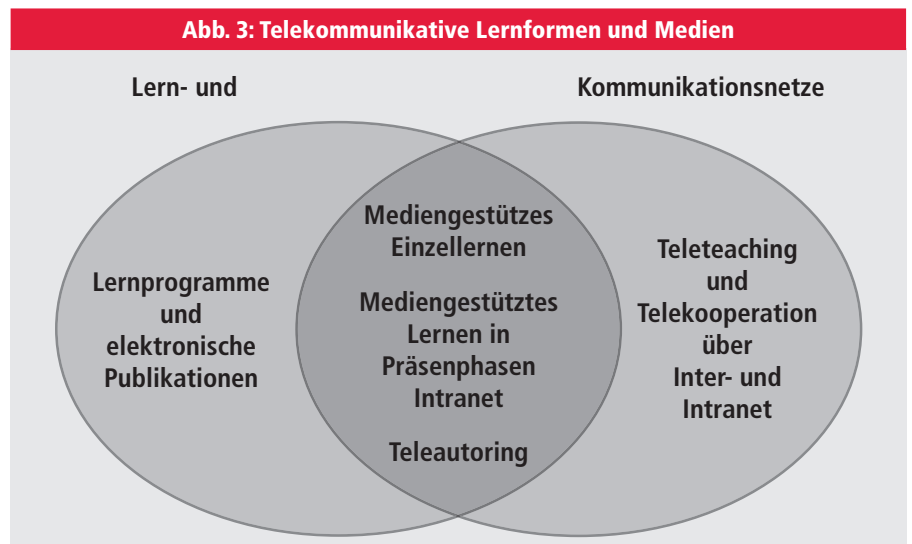 Abb. 3: Telekommunikative Lernformen und Medien
Lern- und
Kommunikationsnetze
Lernprogramme
und
elektronische
Publikationen
Mediengestützes
Einzellernen
Mediengestütztes
Lernen in
Präsenphasen
Intranet
Teleautoring
Teleteaching
und
Telekooperation
über
Inter- und
Intranet